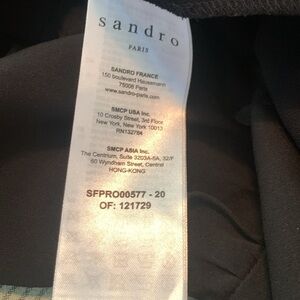 sandro
PARIS
SANDRO FRANCE
150 boulevard Haussmann
75008 Paris
www.sandro-paris.com
SMCP USA Inc.
10 Crosby Street, 3rd Floor
New York, New York 10013
RN132784
SMCP ASIA Inc.
The Centrium, Suite 3203A-5A, 32/F
60 Wyndham Street, Central
HONG-KONG
SFPRO00577 - 20
OF: 121729